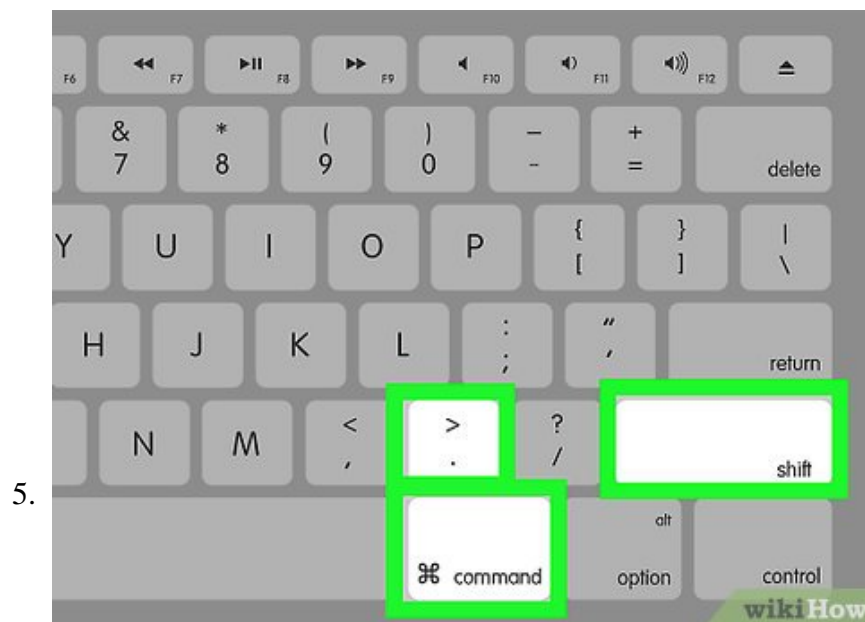 F6 F7 F8 F9 F10 F11 F12
& * ( ) – +
7 8 9 0 - = delete
Y U I O P { } |
[ ] \
H J K L : "
; ' return
N M < > ?
, . / shift
5.
alt
⌘ command option control
wikiHow